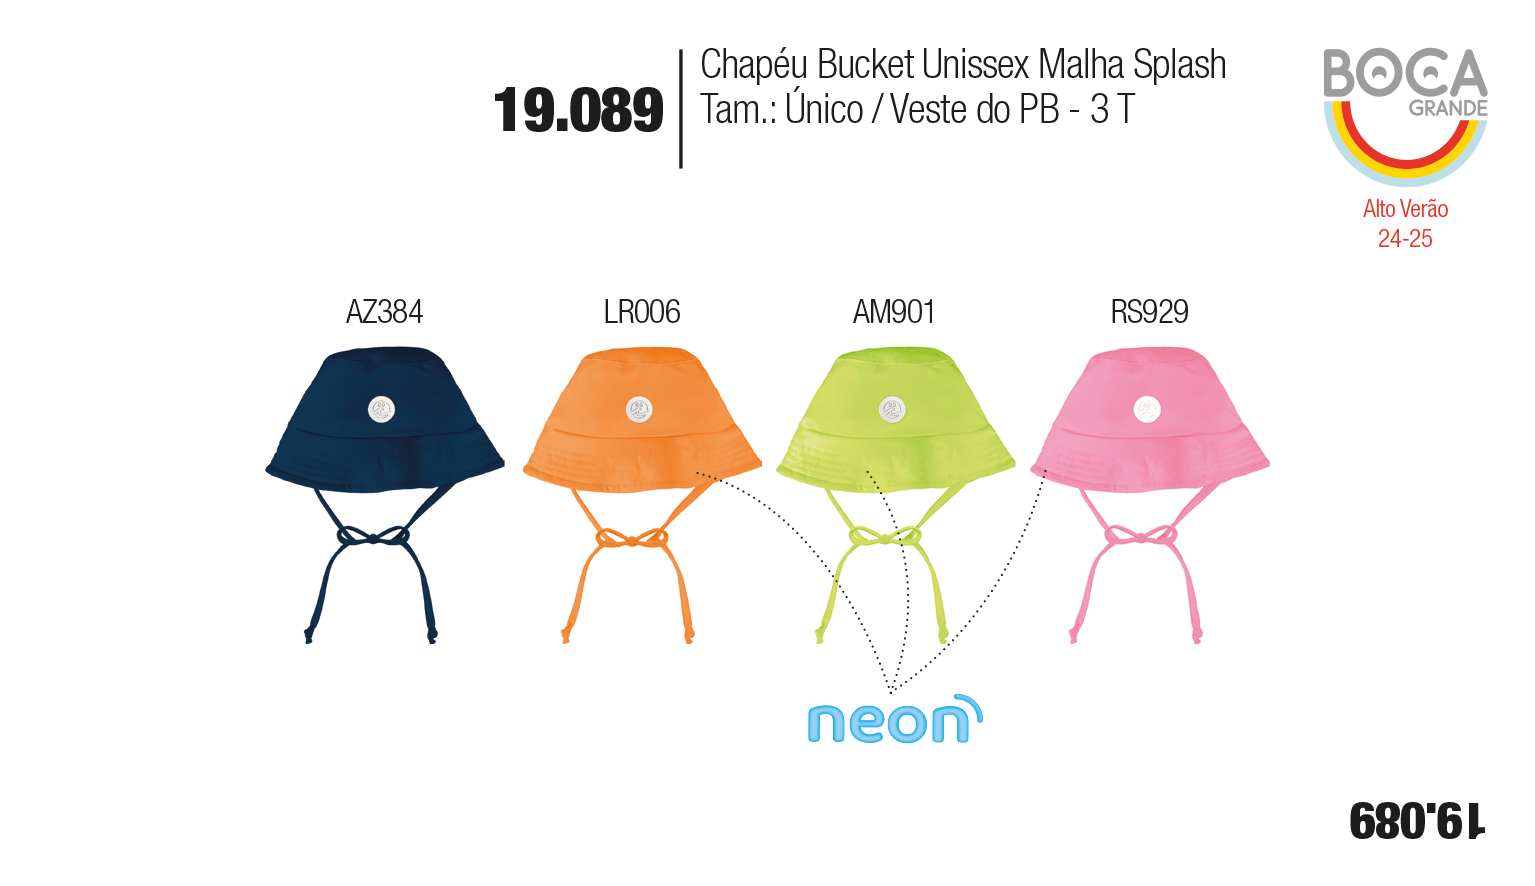 19.089
Chapéu Bucket Unissex Malha Splash
Tam.: Único / Veste do PB - 3 T
BOCA
GRANDE
Alto Verão
24-25
AZ384
LR006
AM901
RS929
neon
19.089